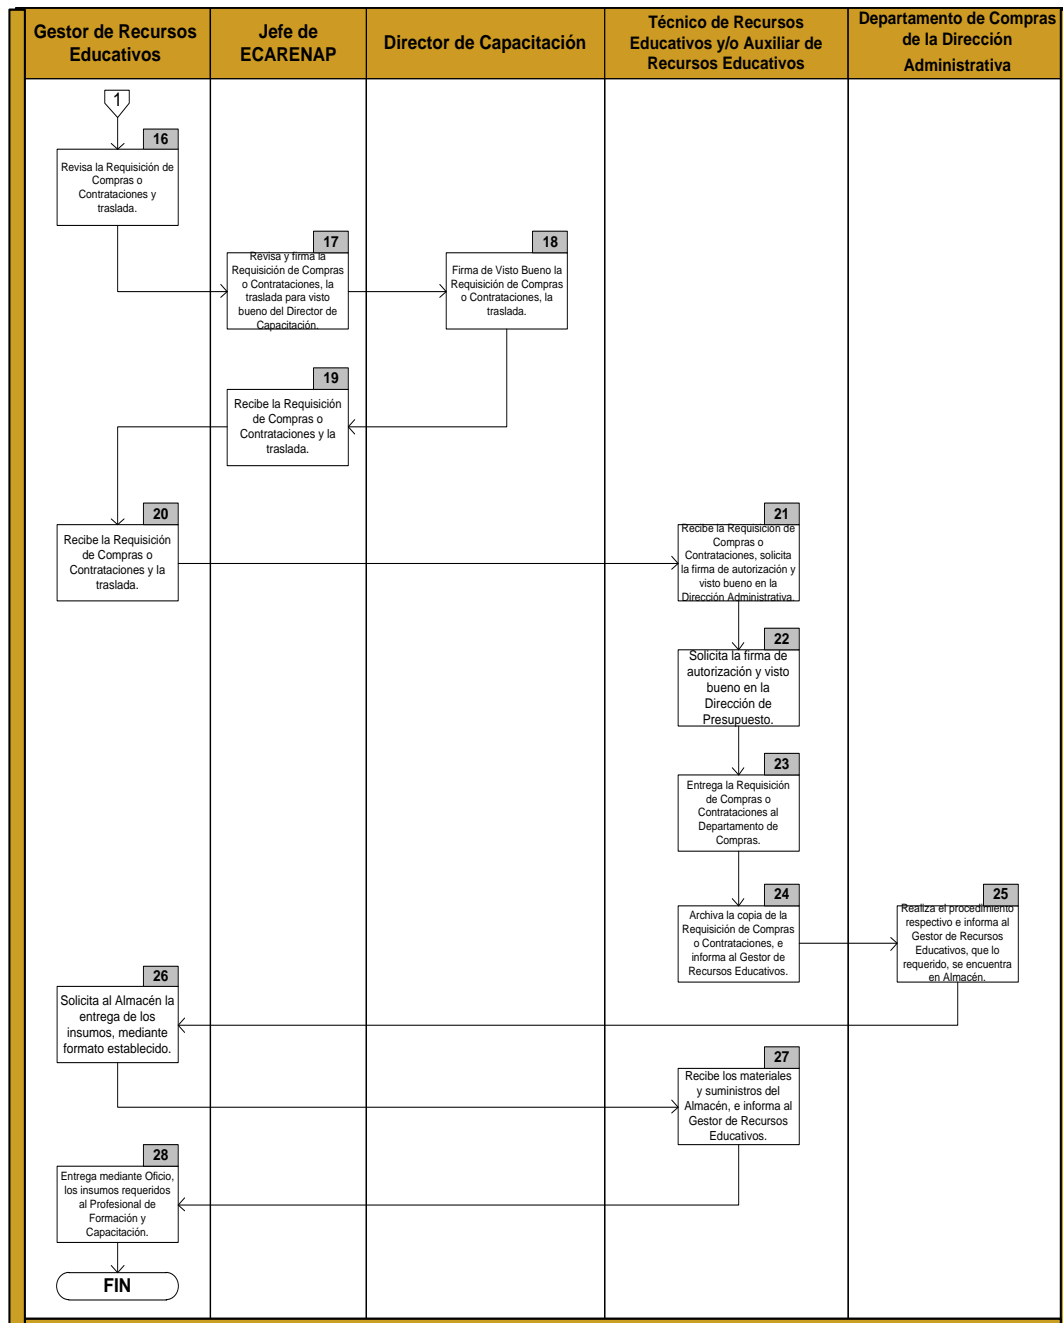 Gestor de Recursos
Educativos
Jefe de
ECARENAP
Director de Capacitación
Técnico de Recursos
Educativos y/o Auxiliar de
Recursos Educativos
Departamento de Compras
de la Dirección
Administrativa
1
16
Revisa la Requisición de
Compras o
Contrataciones y
traslada.
17
Revisa y firma la
Requisición de Compras
o Contrataciones, la
traslada para visto
bueno del Director de
Capacitación.
18
Firma de Visto Bueno la
Requisición de Compras
o Contrataciones, la
traslada.
19
Recibe la Requisición
de Compras o
Contrataciones y la
traslada.
20
Recibe la Requisición
de Compras o
Contrataciones y la
traslada.
21
Recibe la Requisición de
Compras o
Contrataciones, solicita
la firma de autorización y
visto bueno en la
Dirección Administrativa.
22
Solicita la firma de
autorización y visto
bueno en la
Dirección de
Presupuesto.
23
Entrega la Requisición
de Compras o
Contrataciones al
Departamento de
Compras.
24
Archiva la copia de la
Requisición de Compras
o Contrataciones, e
informa al Gestor de
Recursos Educativos.
25
Realiza el procedimiento
respectivo e informa al
Gestor de Recursos
Educativos, que lo
requerido, se encuentra
en Almacén.
26
Solicita al Almacén la
entrega de los
insumos, mediante
formato establecido.
27
Recibe los materiales
y suministros del
Almacén, e informa al
Gestor de Recursos
Educativos.
28
Entrega mediante Oficio,
los insumos requeridos
al Profesional de
Formación y
Capacitación.
FIN